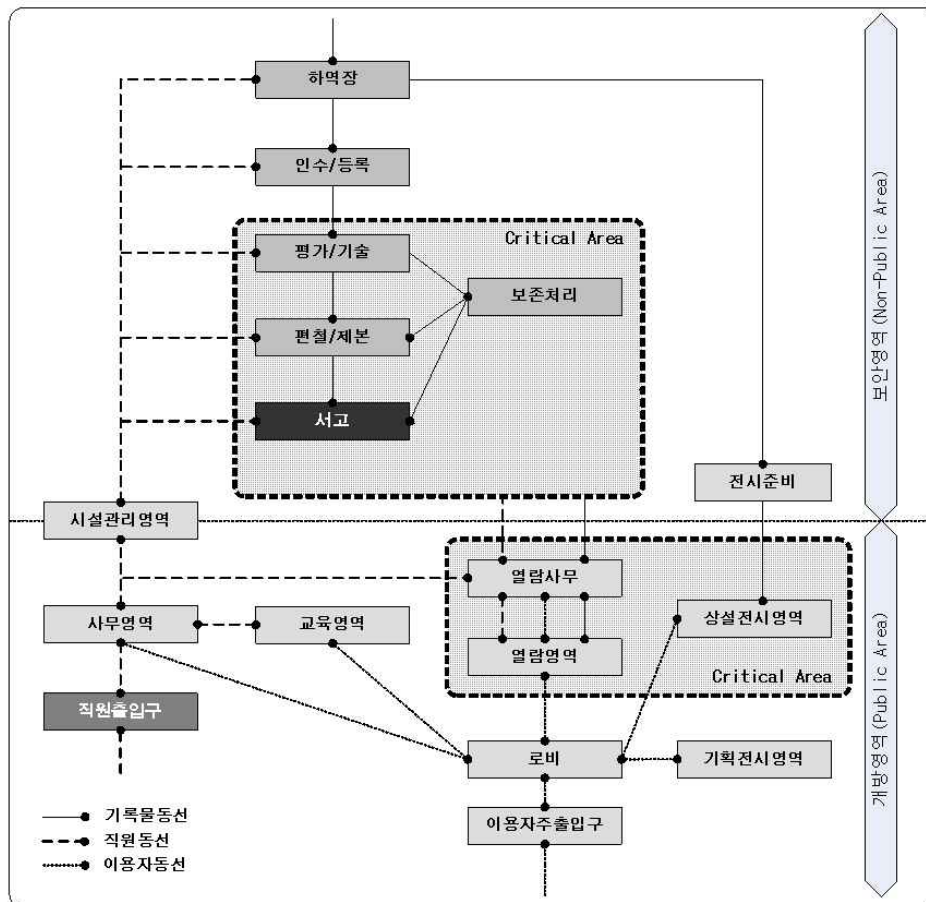 하역장
인수/등록
Critical Area
평가/기술
보존처리
편철/제본
서고
전시준비
시설관리영역
보안영역(Non-Public Area)
열람사무
사무영역
교육영역
상설전시영역
열람영역
Critical Area
직원출입구
로비
기획전시영역
이용자주출입구
개방영역(Public Area)
기록물동선
직원동선
이용자동선